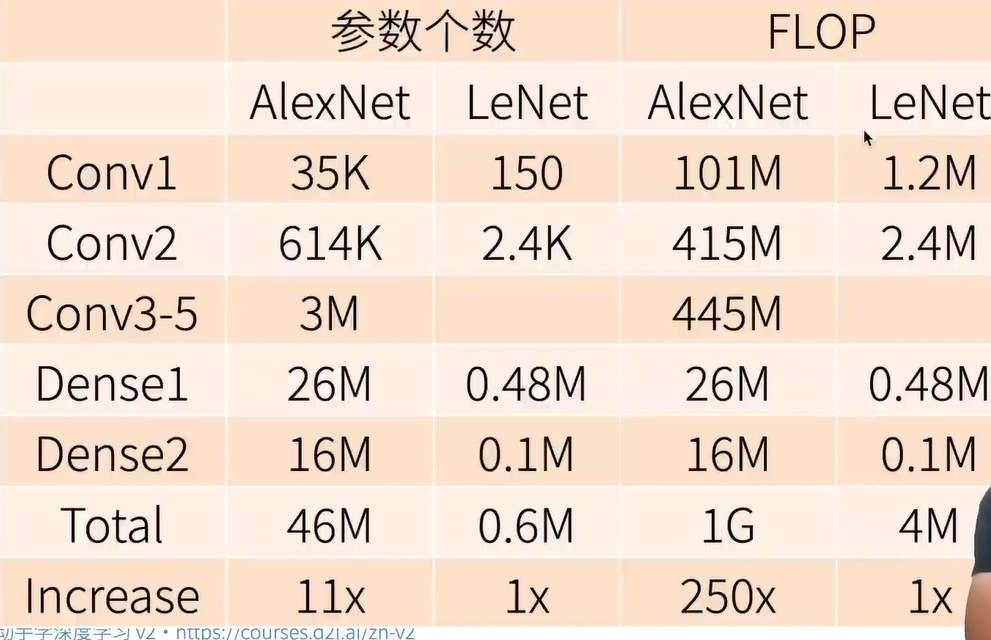 参数个数 FLOP
AlexNet LeNet AlexNet LeNet
Conv1 35K 150 101M 1.2M
Conv2 614K 2.4K 415M 2.4M
Conv3-5 3M 445M
Dense1 26M 0.48M 26M 0.48M
Dense2 16M 0.1M 16M 0.1M
Total 46M 0.6M 1G 4M
Increase 11x 1x 250x 1x
动手学深度学习 v2 • https://courses.d2l.ai/zh-v2